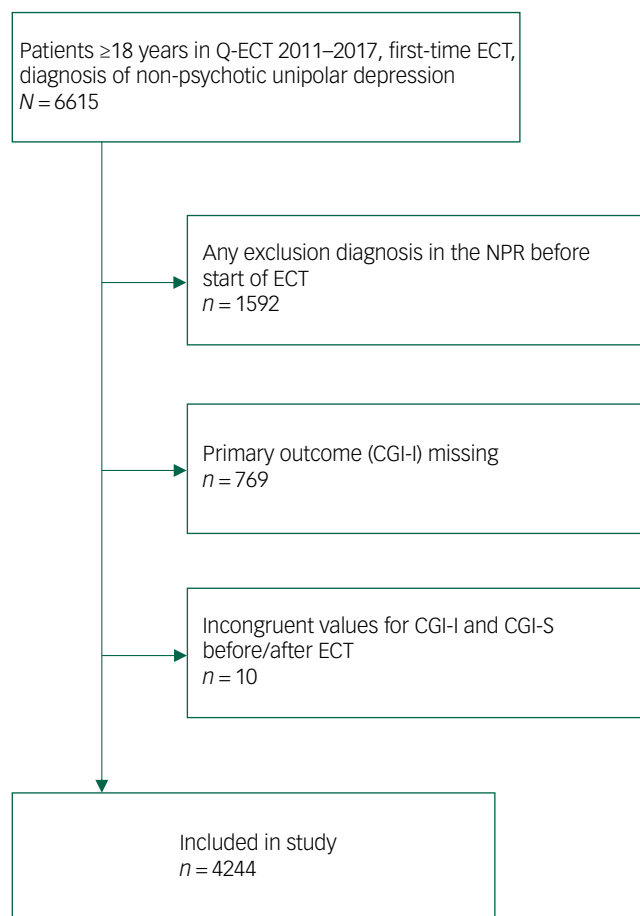 Patients ≥18 years in Q-ECT 2011–2017, first-time ECT,
diagnosis of non-psychotic unipolar depression
N = 6615
Any exclusion diagnosis in the NPR before
start of ECT
n = 1592
Primary outcome (CGI-I) missing
n = 769
Incongruent values for CGI-I and CGI-S
before/after ECT
n = 10
Included in study
n = 4244